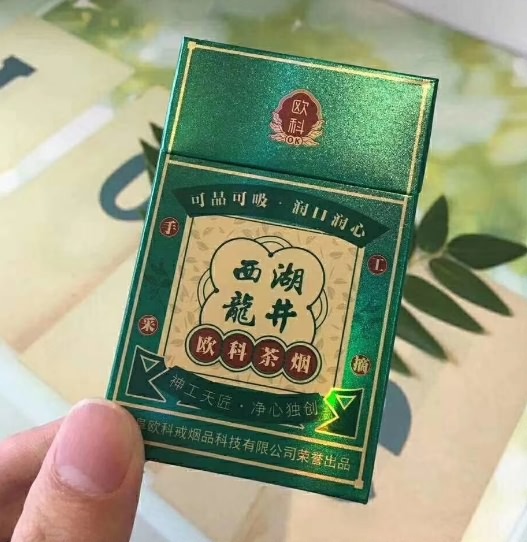 欧科
OK
可品可吸·润口润心
手工
采摘
西湖
龍井
欧科茶烟
神工天匠·净心独创
欧科戒烟品科技有限公司荣誉出品